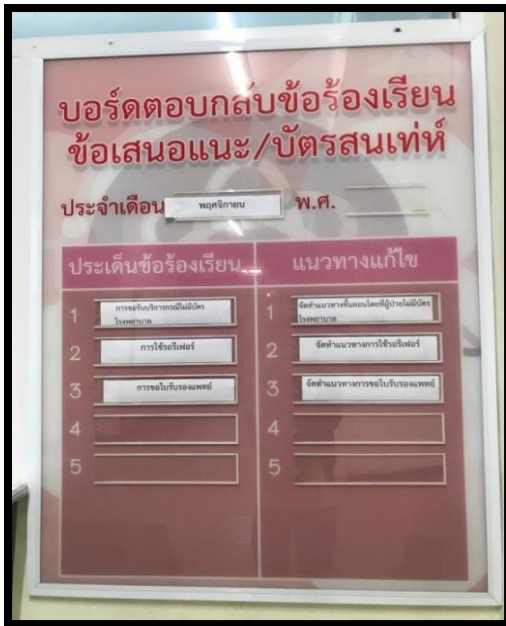 บอร์ดตอบกลับข้อร้องเรียน
ข้อเสนอแนะ/บัตรสนเท่ห์
ประจำเดือน พฤศจิกายน พ.ศ.
ประเด็นข้อร้องเรียน
1 การขอรับบริการกรณีไม่มีบัตร
โรงพยาบาล
2 การใช้รถรีเฟอร์
3 การขอใบรับรองแพทย์
4
5
แนวทางแก้ไข
1 จัดทำแนวทางขั้นตอนโดยที่ผู้ป่วยไม่มีบัตร
โรงพยาบาล
2 จัดทำแนวทางการใช้รถรีเฟอร์
3 จัดทำแนวทางการขอใบรับรองแพทย์
4
5